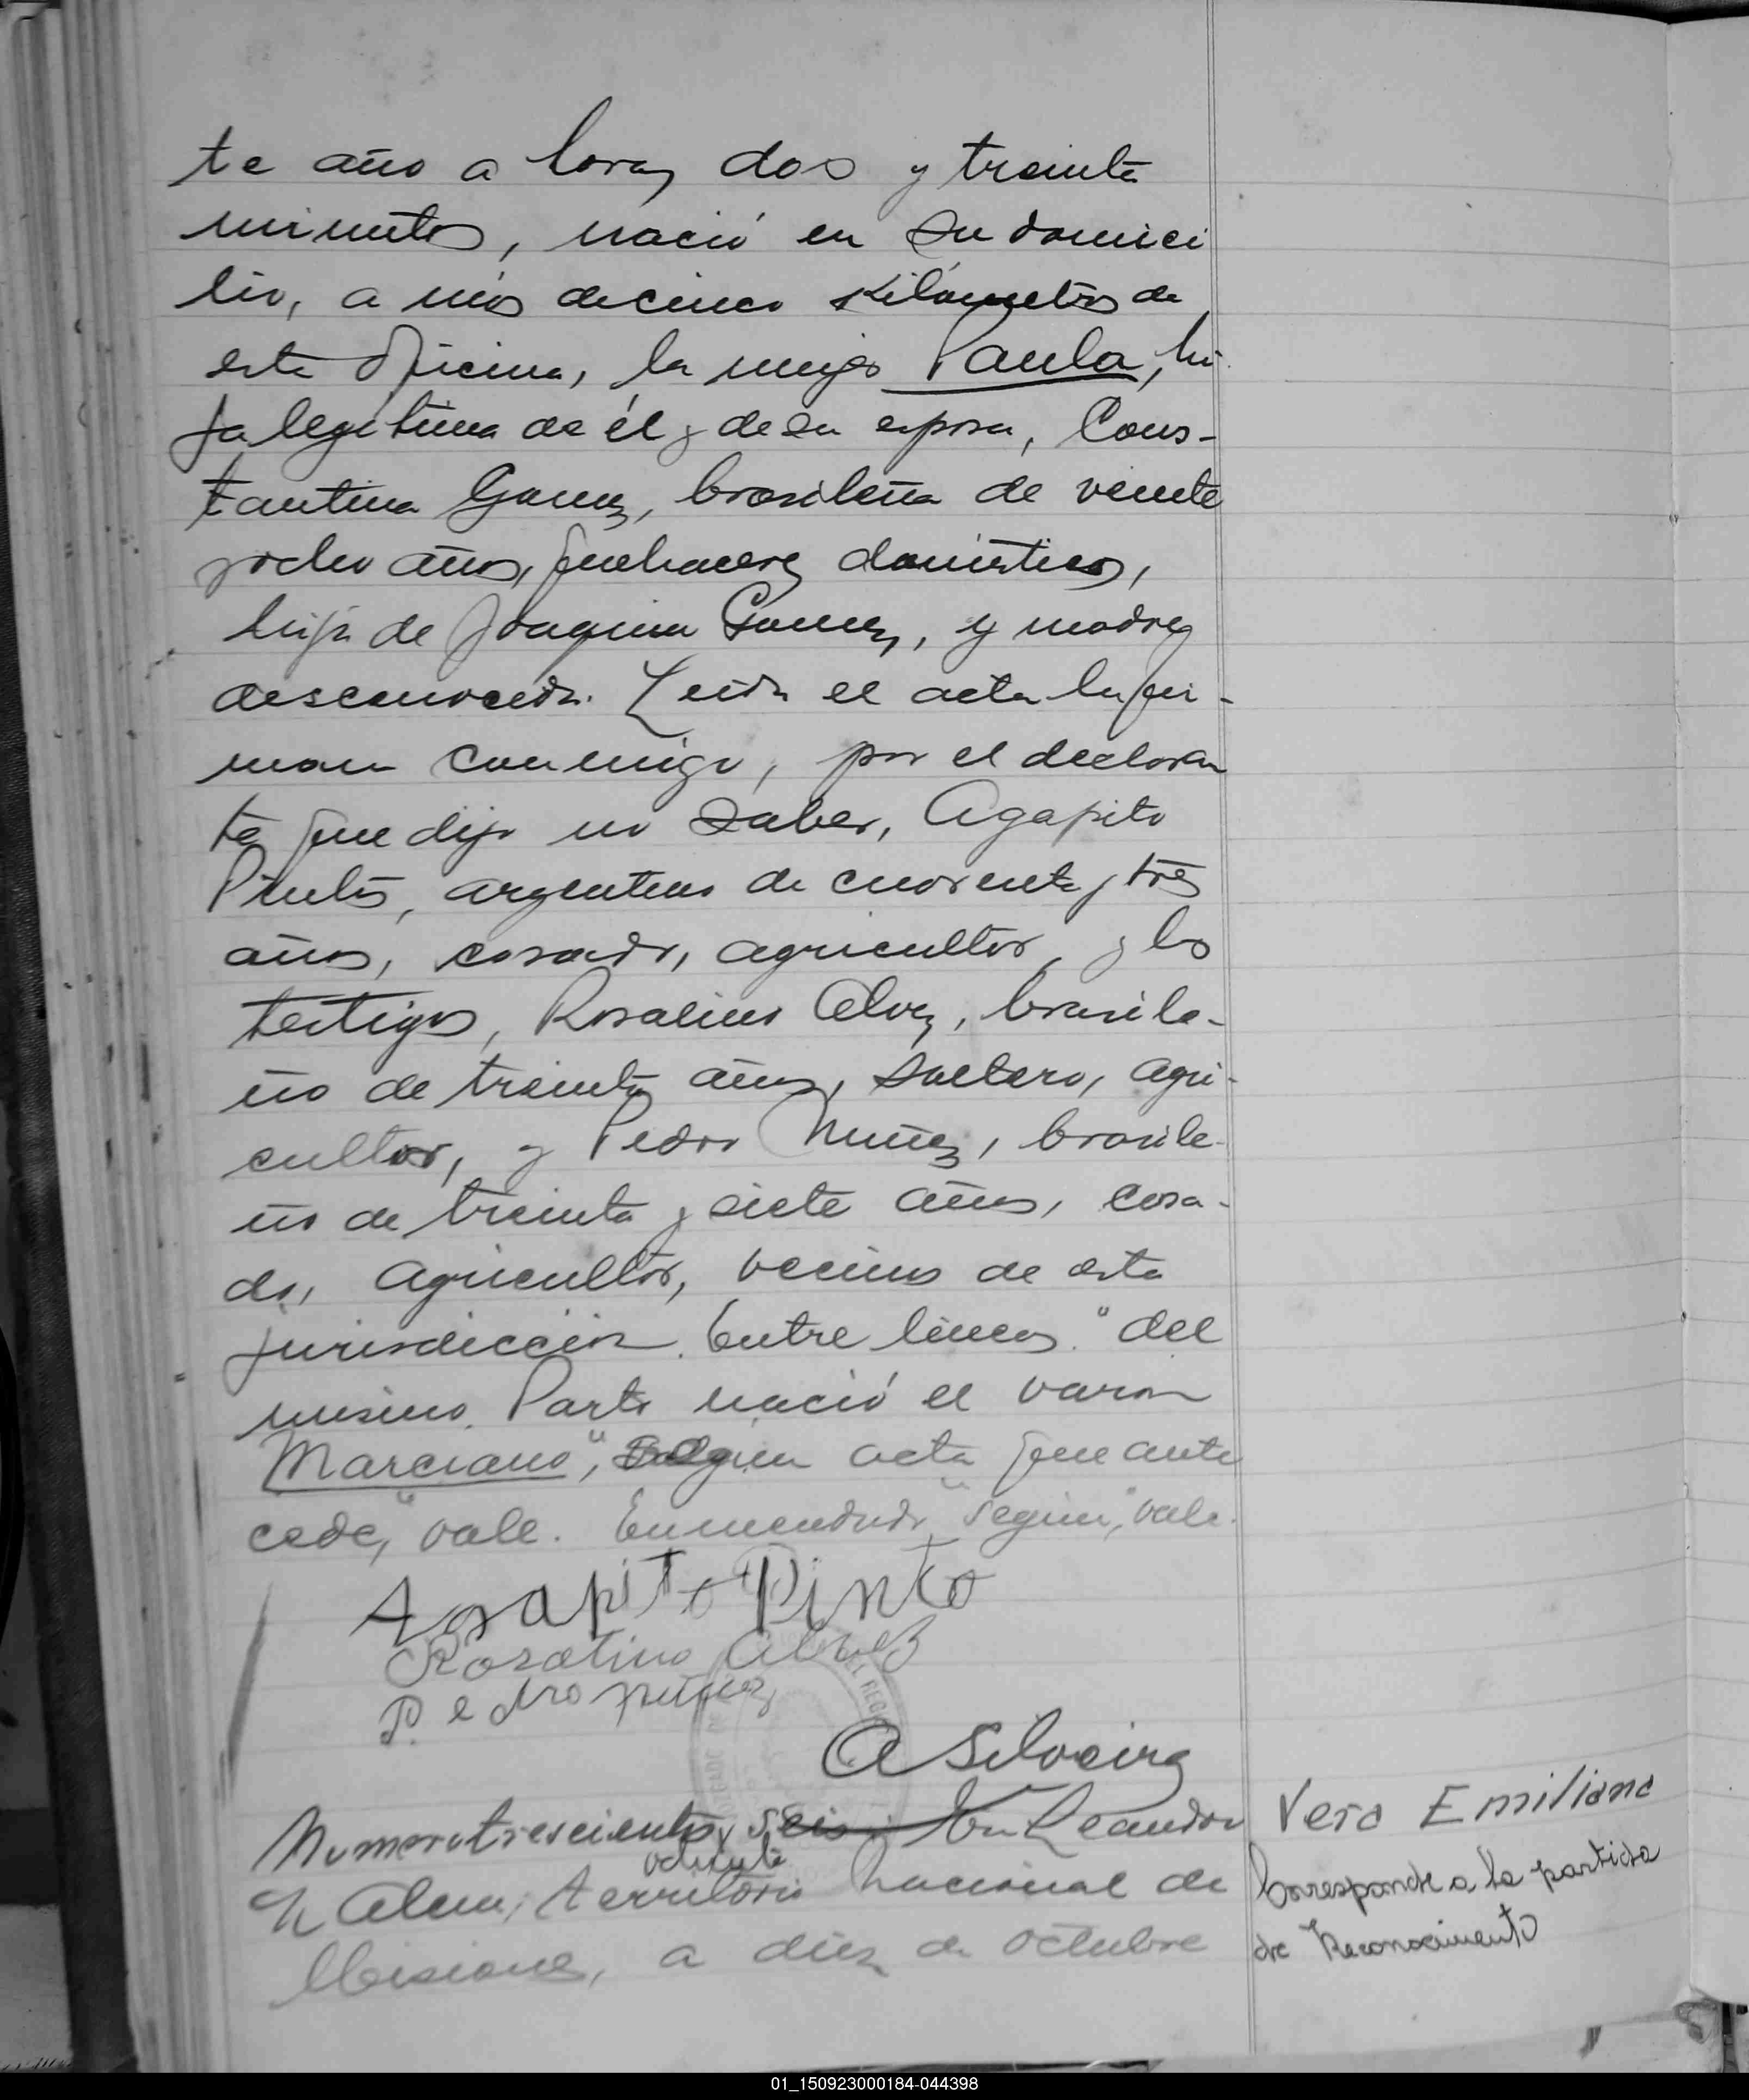 te año a horas dos y treinta
minutos, nació en su domici
lio, a más de cinco kilómetros de
esta Oficina, la mujer Paula, hi-
ja legítima de él y de su esposa, Cons-
tantina Gomez, brasileña de veinte
y ocho años, quehaceres domésticos,
hija de Joaquina Gomez, y madre
desconocida. Leída el acta la fir-
man conmigo, por el declaran
te que dijo no saber, Agapito
Pinto, argentino de cuarenta y tres
años, casado, agricultor, y los
testigos, Rosalino Alvez, brasile-
ño de treinta años, soltero, agri-
cultor, y Pedro Nuñez, brasile-
ño de treinta y siete años, casa-
do, agricultor, vecinos de esta
jurisdicción. Entre líneas: "del
mismo Parto nació el varon
Marciano", según acta que ante
cede," vale. Enmendado "según", vale.
Agapito Pinto
Rosalino Alvez
Pedro nuñez
A Silveira
Numero trescientos seis En Leandro
ochenta
N Alem, territorio Nacional de
Misiones, a diez de octubre
Vera Emiliana
Corresponde a la partida
de Reconocimiento
01_150923000184-044398